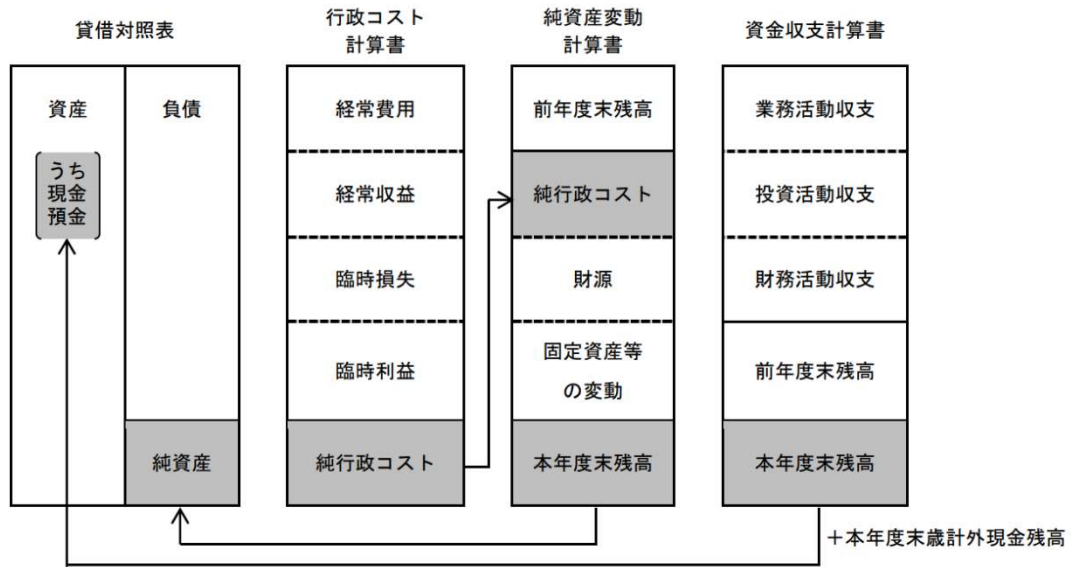 貸借対照表
資産
うち
現金
預金
負債
純資産
行政コスト
計算書
経常費用
経常収益
臨時損失
臨時利益
純行政コスト
純資産変動
計算書
前年度末残高
純行政コスト
財源
固定資産等
の変動
本年度末残高
資金収支計算書
業務活動収支
投資活動収支
財務活動収支
前年度末残高
本年度末残高
＋本年度末歳計外現金残高